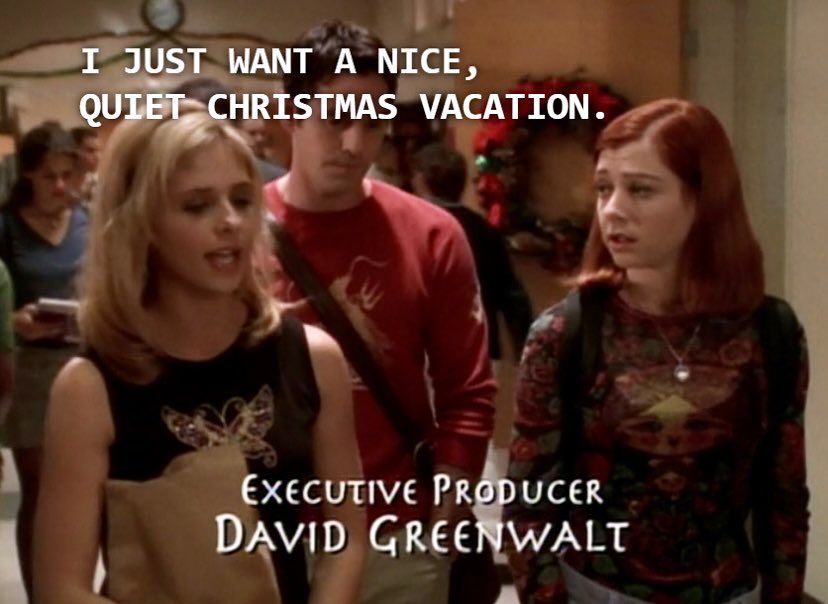 I JUST WANT A NICE,
QUIET CHRISTMAS VACATION.
EXECUTIVE PRODUCER
DAVID GREENWALT